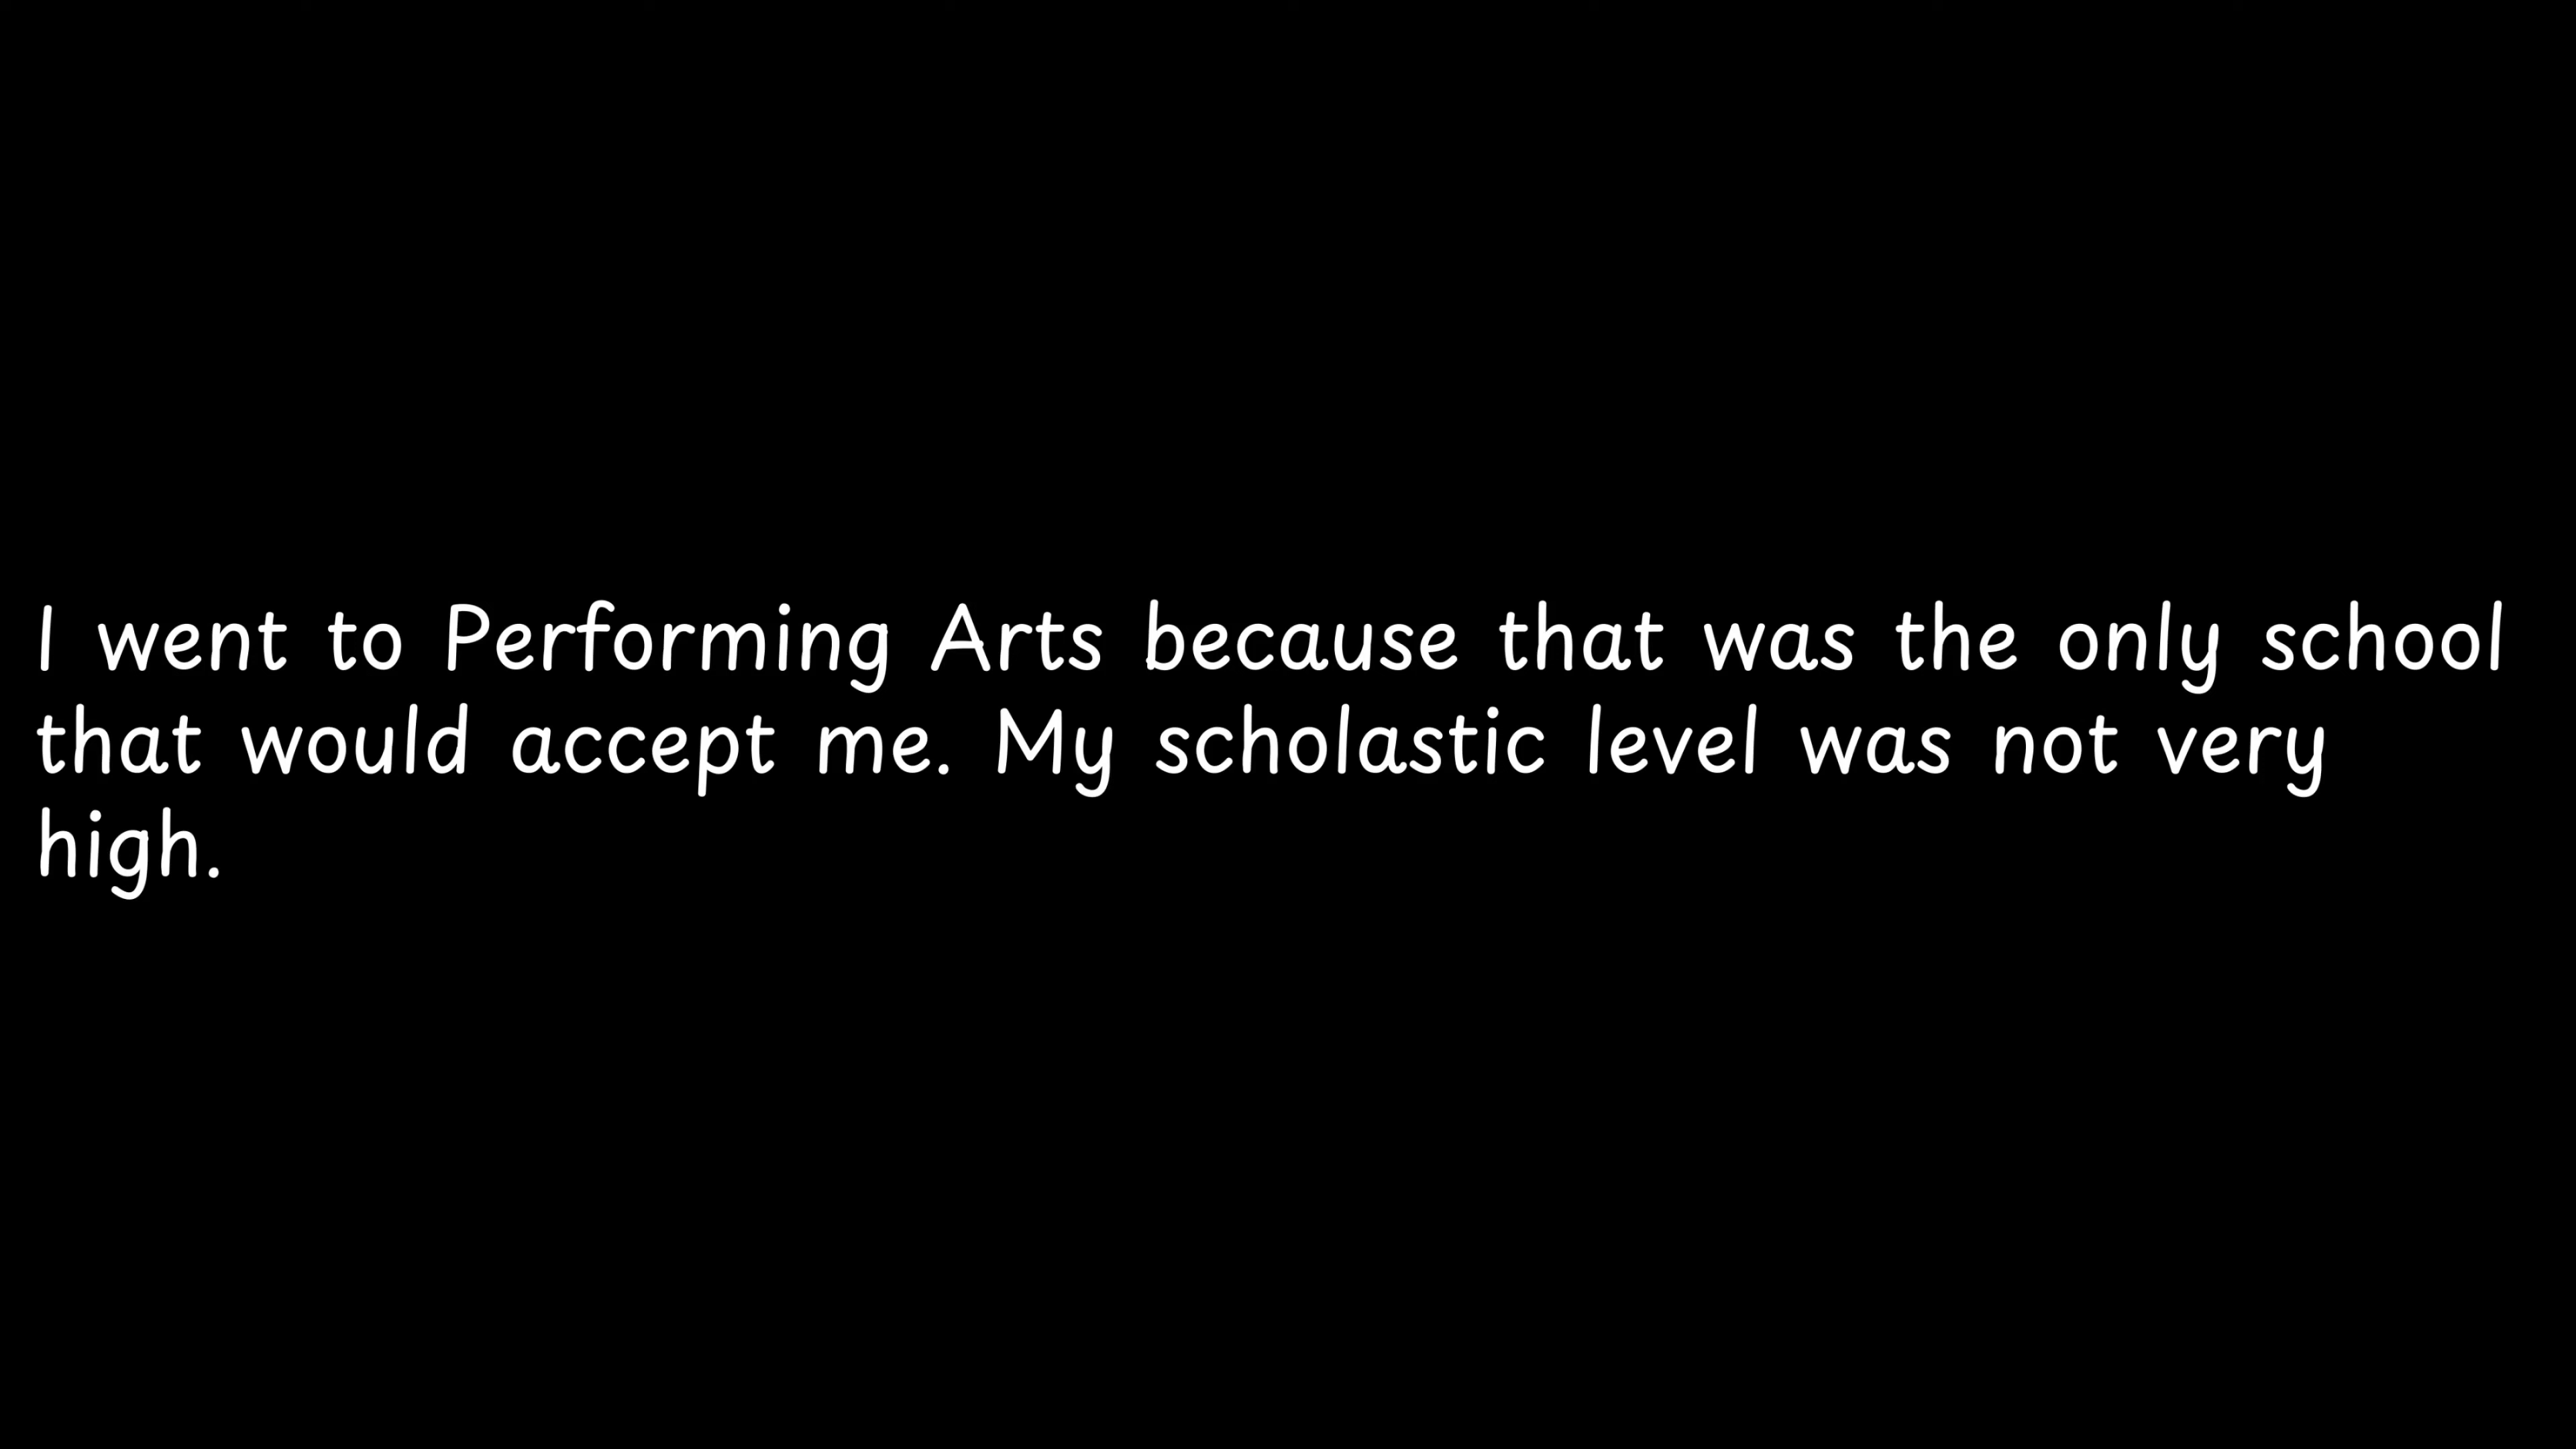 I went to Performing Arts because that was the only school
that would accept me. My scholastic level was not very
high.